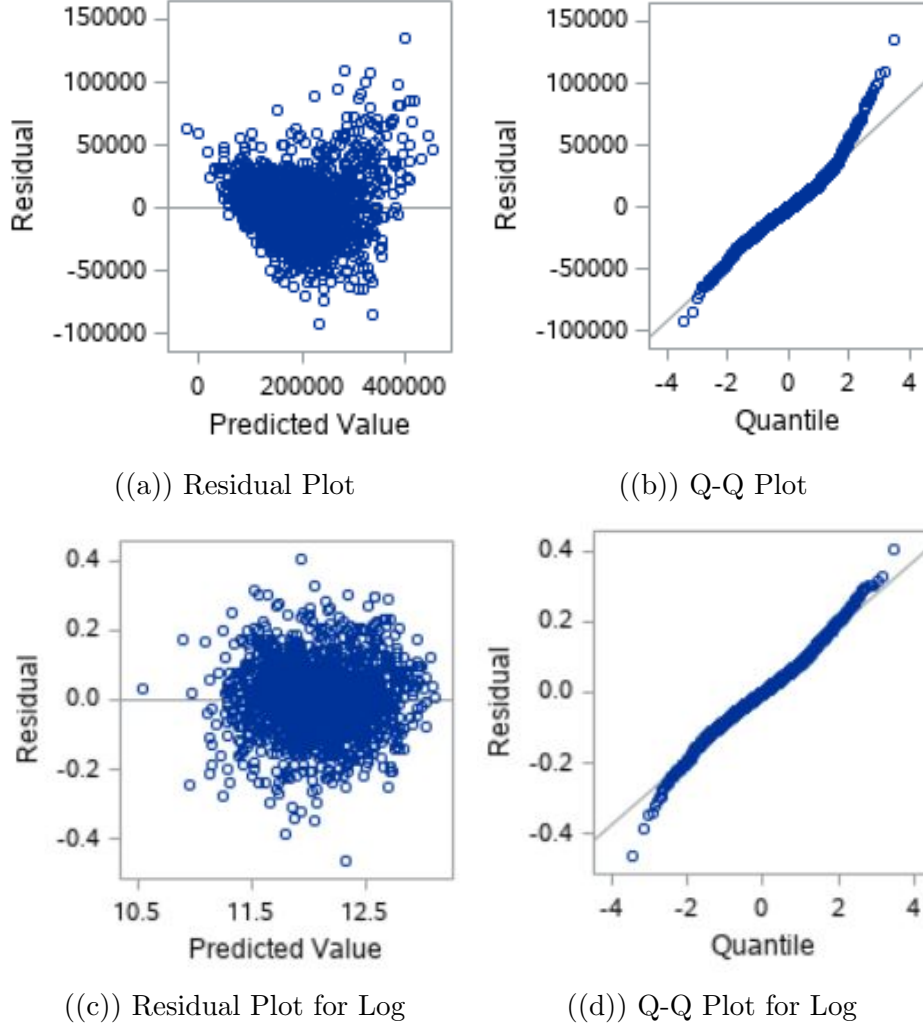 150000
100000
50000
0
-50000
-100000
Residual
0 200000 400000
Predicted Value
150000
100000
50000
0
-50000
-100000
Residual
-4 -2 0 2 4
Quantile
((a)) Residual Plot
((b)) Q-Q Plot
0.4
0.2
0.0
-0.2
-0.4
Residual
10.5 11.5 12.5
Predicted Value
0.4
0.2
0.0
-0.2
-0.4
Residual
-4 -2 0 2 4
Quantile
((c)) Residual Plot for Log
((d)) Q-Q Plot for Log